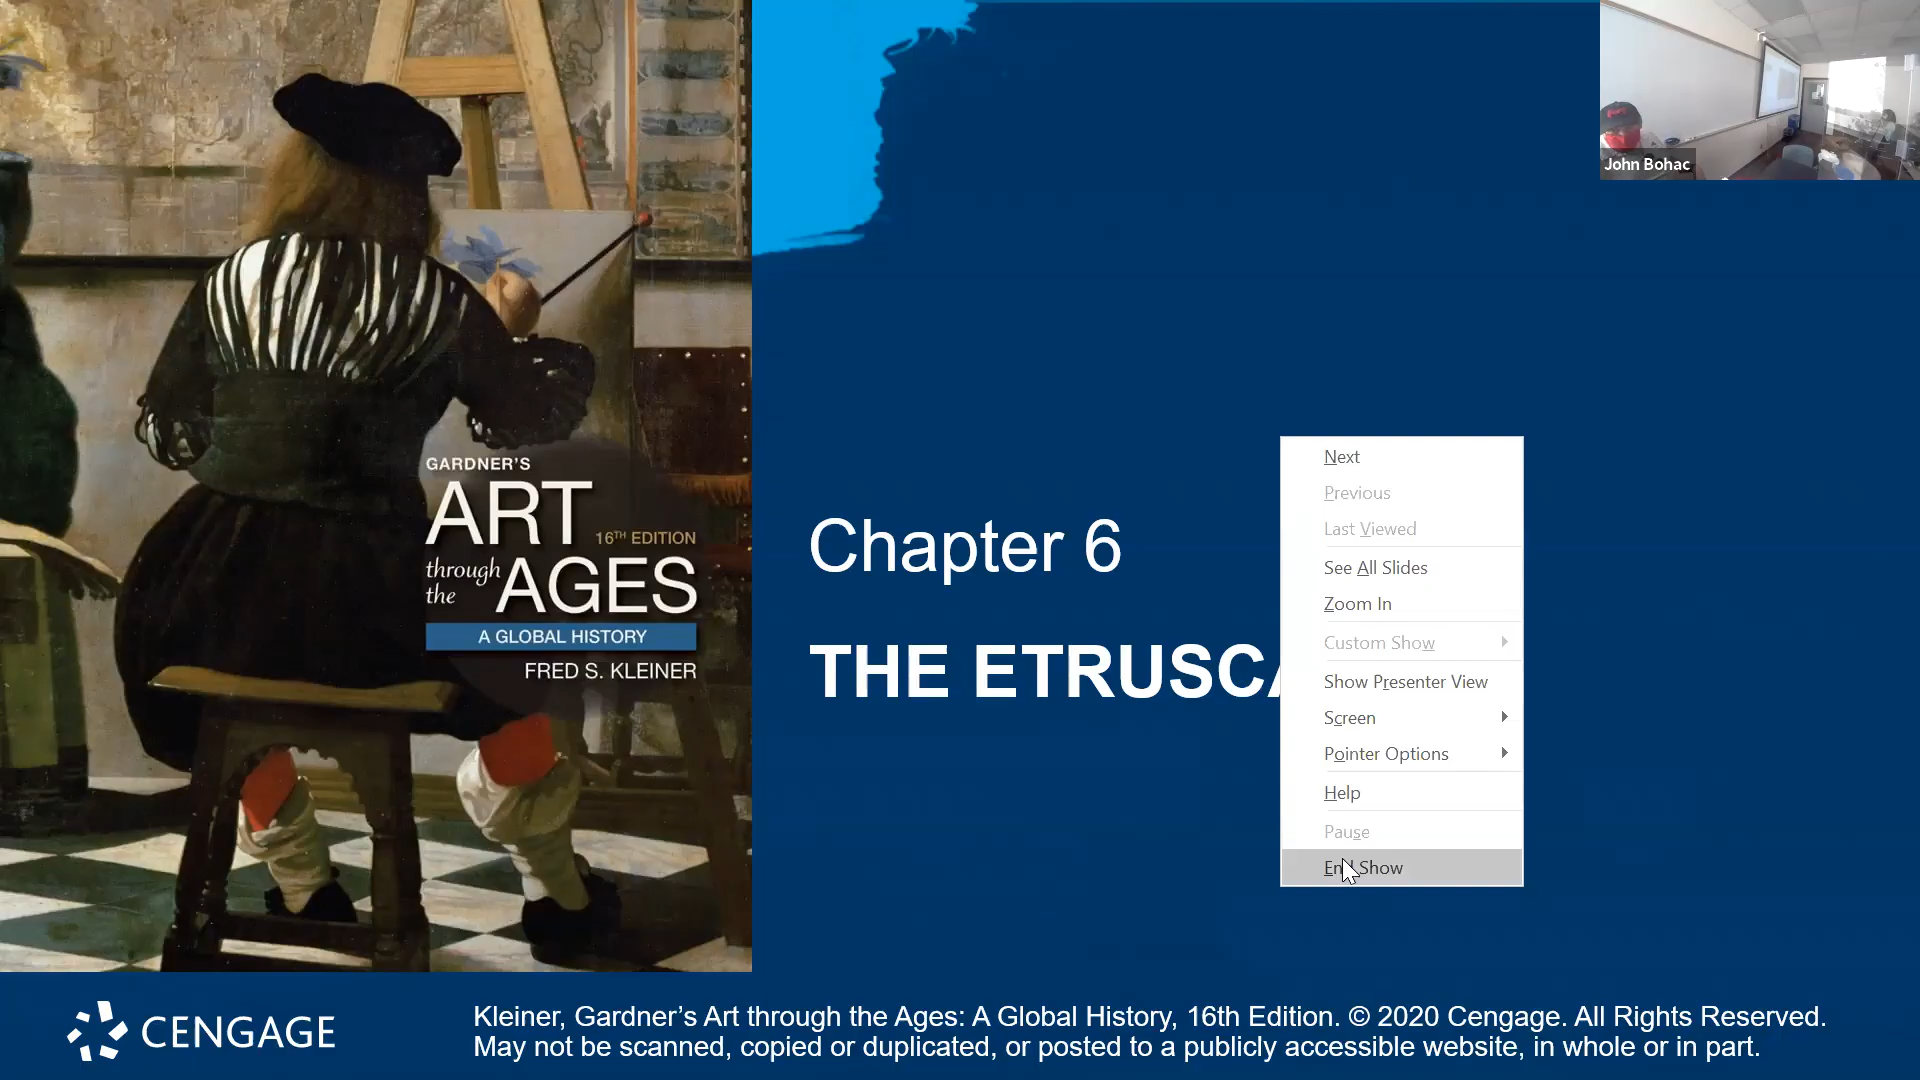 John Bohac
GARDNER'S
ART
16TH EDITION
through
the
AGES
A GLOBAL HISTORY
FRED S. KLEINER
Chapter 6
THE ETRUSCA
Next
Previous
Last Viewed
See All Slides
Zoom In
Custom Show
Show Presenter View
Screen
Pointer Options
Help
Pause
End Show
CENGAGE
Kleiner, Gardner’s Art through the Ages: A Global History, 16th Edition. © 2020 Cengage. All Rights Reserved.
May not be scanned, copied or duplicated, or posted to a publicly accessible website, in whole or in part.